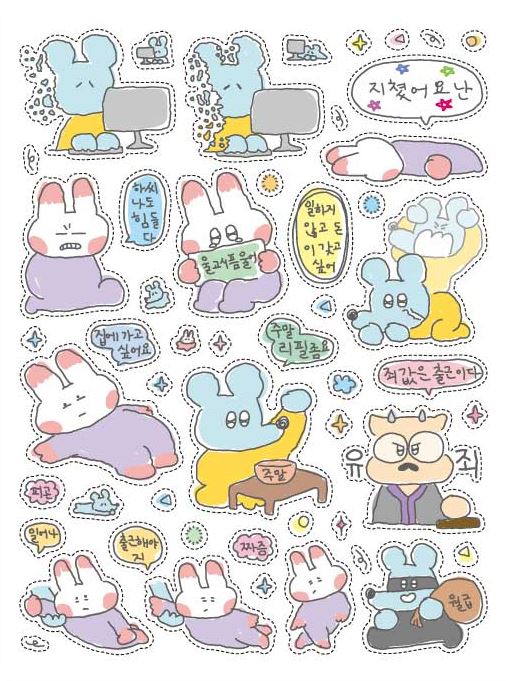 지쳤어요 난
하씨
나도
힘들
다
울고싶픔울어
일하지
않고 돈
이 갖고
싶어
집에 가고
싶어요
주말
리필좀요
죄값은 출근이다
유 죄
주말
피곤
일어나
출근해야
지
짜증
월급